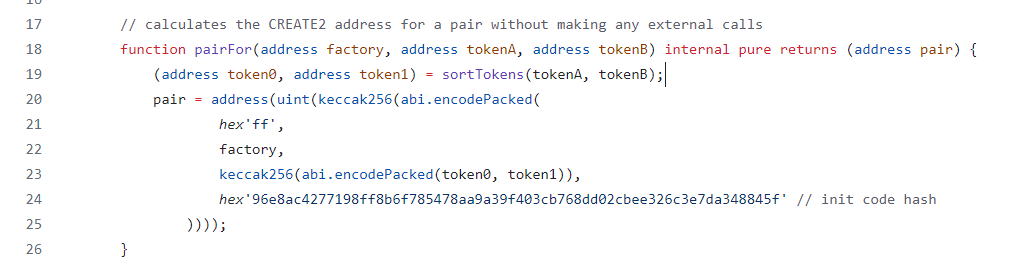 17 // calculates the CREATE2 address for a pair without making any external calls
18 function pairFor(address factory, address tokenA, address tokenB) internal pure returns (address pair) {
19 (address token0, address token1) = sortTokens(tokenA, tokenB);
20 pair = address(uint(keccak256(abi.encodePacked(
21 hex'ff',
22 factory,
23 keccak256(abi.encodePacked(token0, token1)),
24 hex'96e8ac4277198ff8b6f785478aa9a39f403cb768dd02cbee326c3e7da348845f' // init code hash
25 ))));
26 }